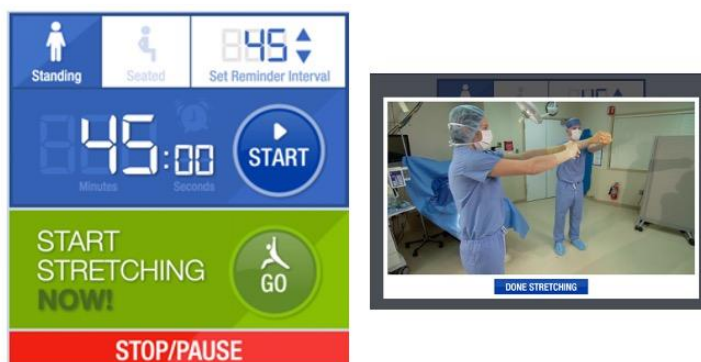 Standing
Seated
45
Set Reminder Interval
45:00
Minutes
Seconds
START
START
STRETCHING
NOW!
GO
STOP/PAUSE
DONE STRETCHING